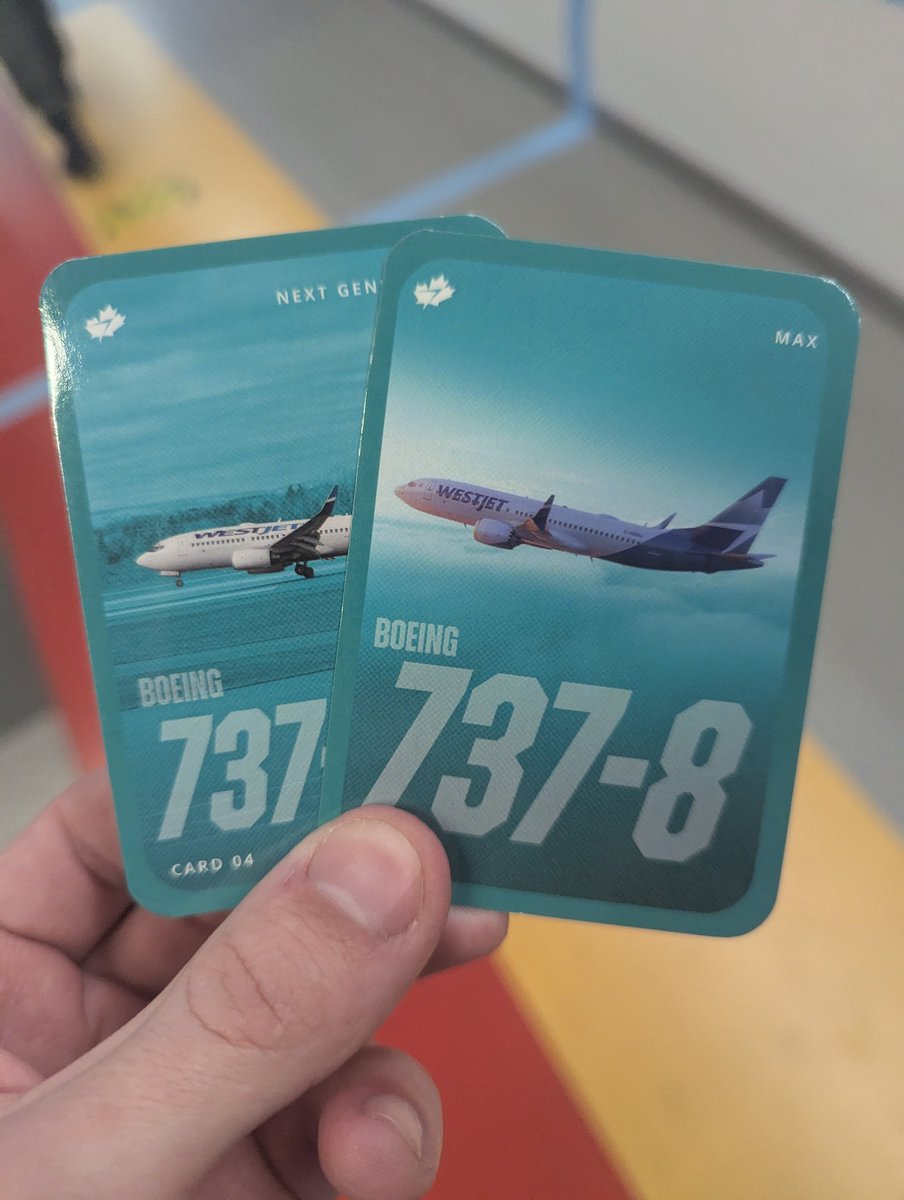 NEXT GEN
WESTJET
BOEING
737-
CARD 04
MAX
WESTJET
BOEING
737-8